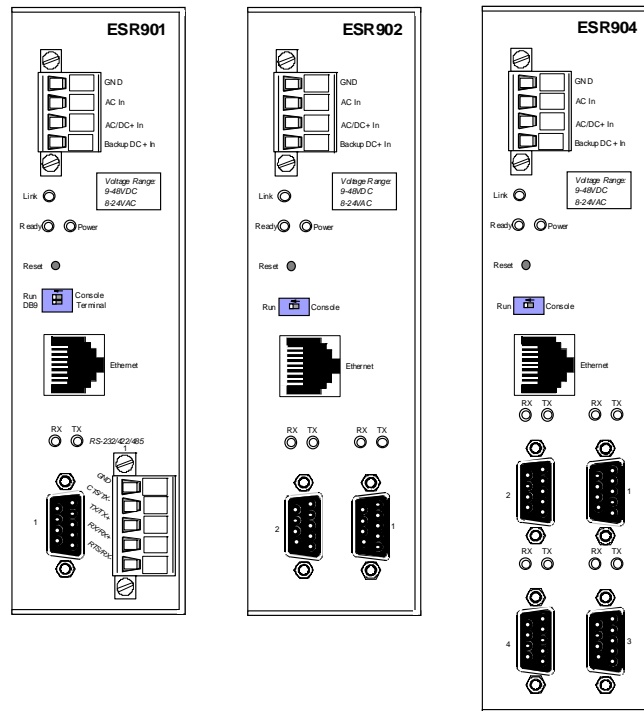 ESR901
GND
AC In
AC/DC+ In
Backup DC+ In
Voltage Range:
9-48VDC
8-24VAC
Link
Ready
Power
Reset
Run
DB9
Console
Terminal
Ethernet
RX TX
RS-232/422/485
1
GND
CTS/TX-
TX/TX+
RX/RX+
RTS/RX-
1
ESR902
GND
AC In
AC/DC+ In
Backup DC+ In
Voltage Range:
9-48VDC
8-24VAC
Link
Ready
Power
Reset
Run
Console
Ethernet
RX TX
RX TX
2
1
ESR904
GND
AC In
AC/DC+ In
Backup DC+ In
Voltage Range:
9-48VDC
8-24VAC
Link
Ready
Power
Reset
Run
Console
Ethernet
RX TX
RX TX
2
1
RX TX
RX TX
4
3